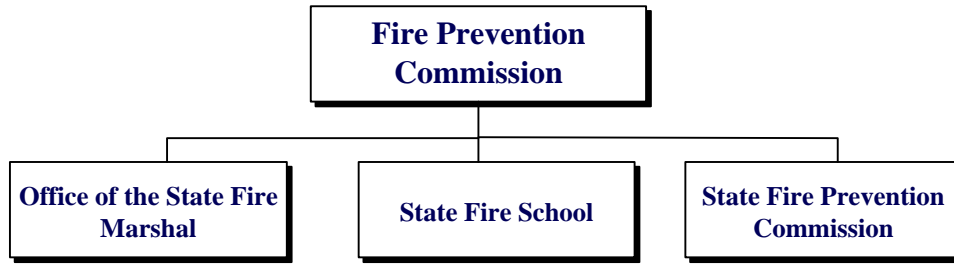 Fire Prevention
Commission
Office of the State Fire
Marshal
State Fire School
State Fire Prevention
Commission